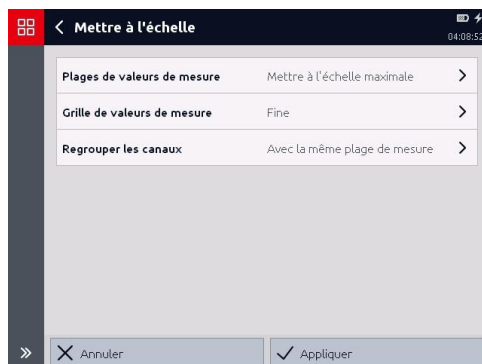 Mettre à l'échelle
04:08:52
Plages de valeurs de mesure Mettre à l'échelle maximale
Grille de valeurs de mesure Fine
Regrouper les canaux Avec la même plage de mesure
Annuler Appliquer